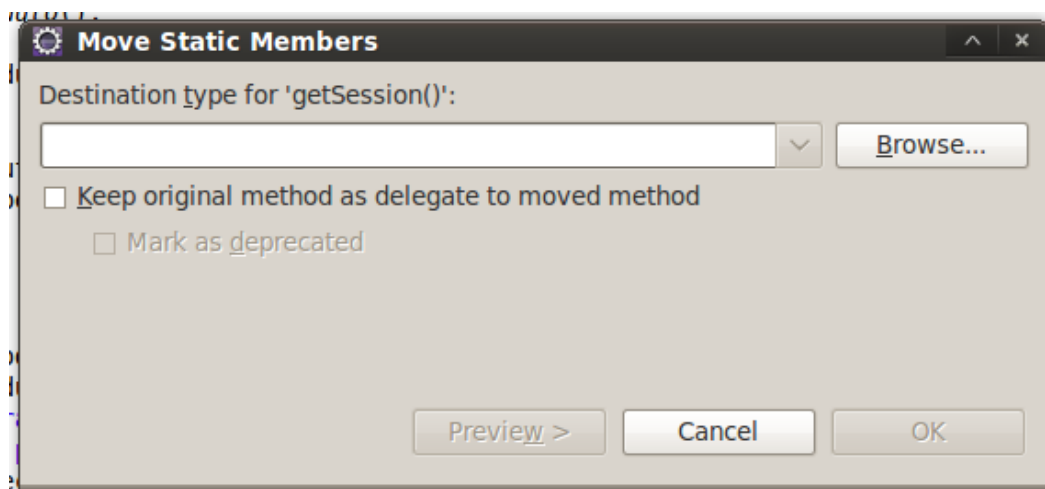 Move Static Members
Destination type for 'getSession()':
Browse...
Keep original method as delegate to moved method
Mark as deprecated
Preview >
Cancel
OK